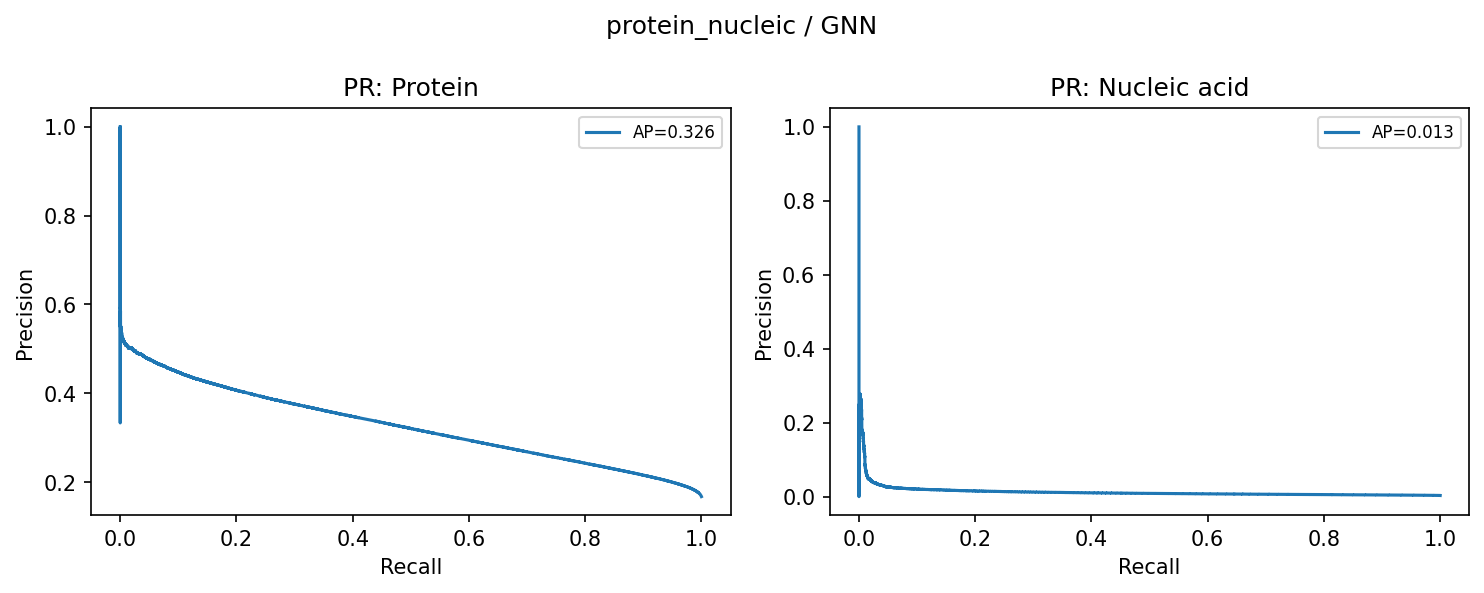 protein_nucleic / GNN
PR: Protein
AP=0.326
1.0
0.8
0.6
0.4
0.2
Precision
0.0 0.2 0.4 0.6 0.8 1.0
Recall
PR: Nucleic acid
AP=0.013
1.0
0.8
0.6
0.4
0.2
0.0
Precision
0.0 0.2 0.4 0.6 0.8 1.0
Recall